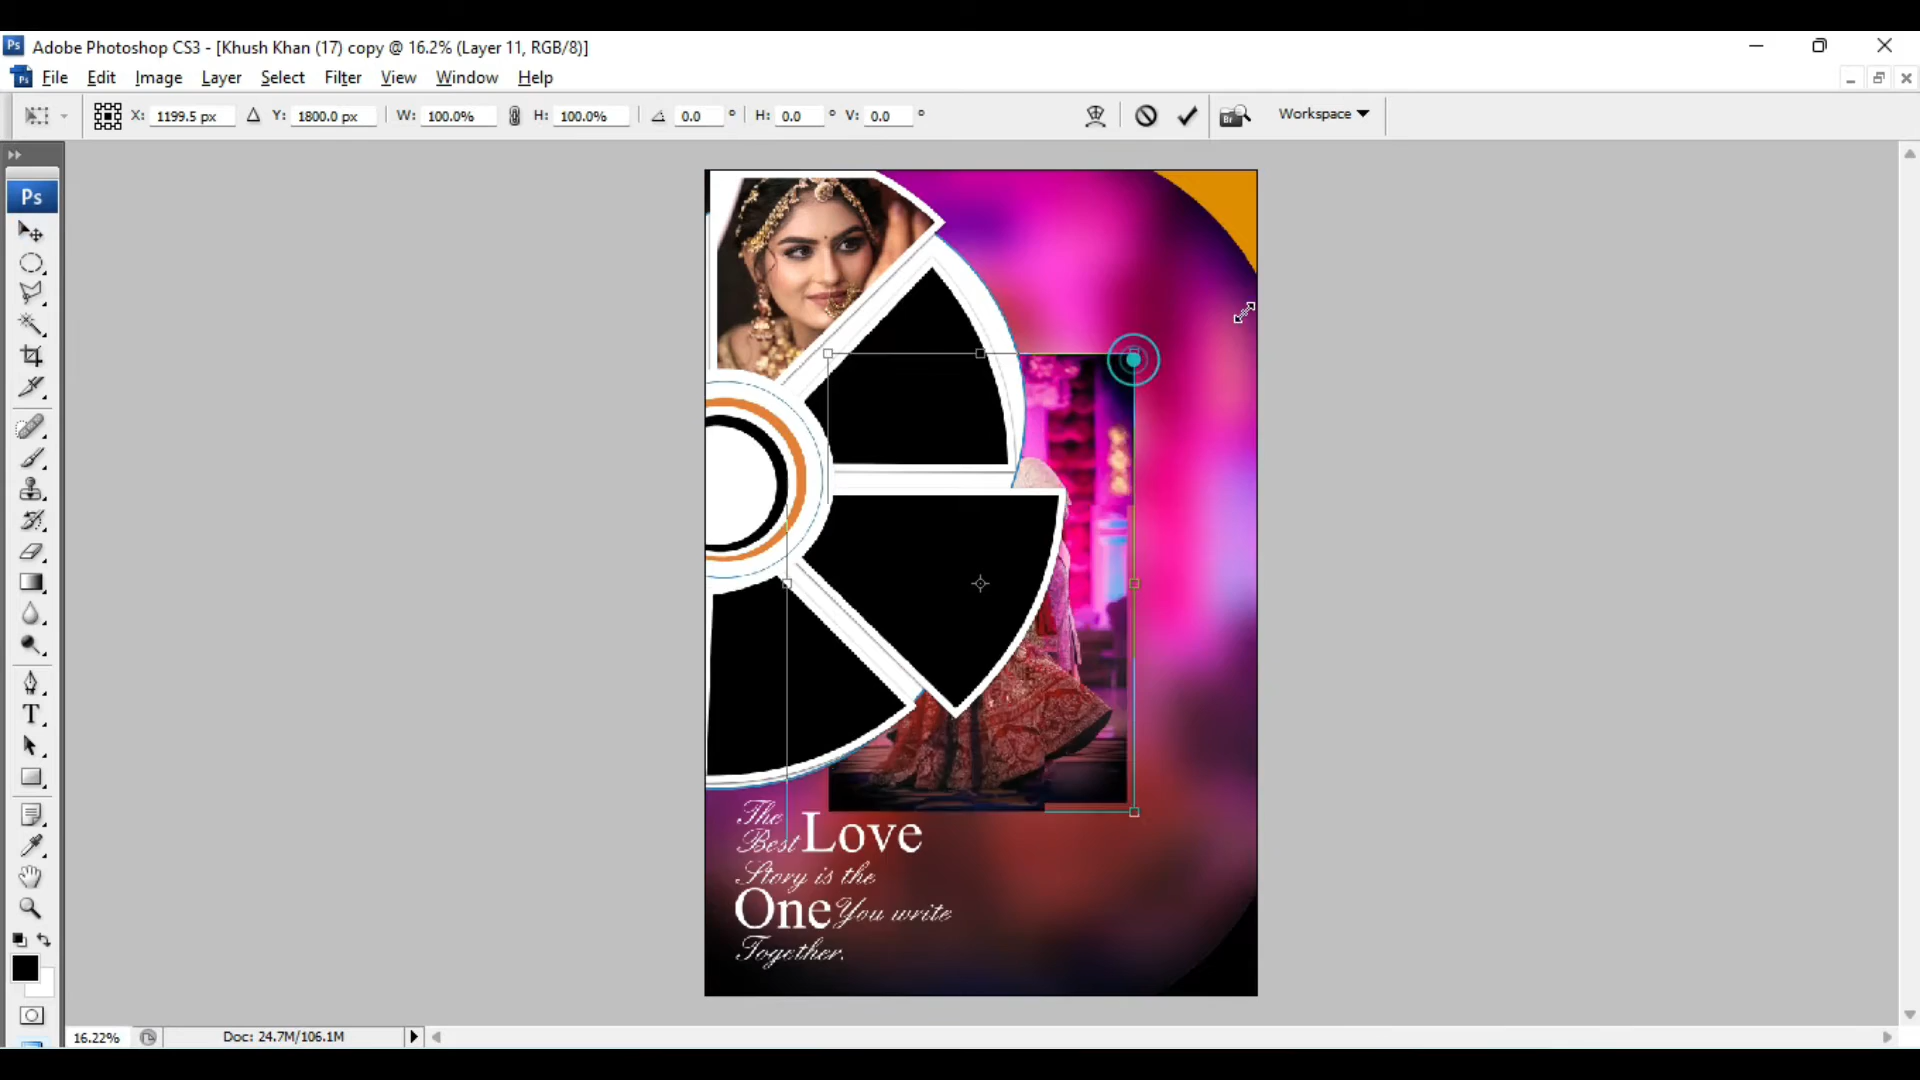 Ps Adobe Photoshop CS3 - [Khush Khan (17) copy @ 16.2% (Layer 11, RGB/8)]
Ps File Edit Image Layer Select Filter View Window Help
X: 1199.5 px Δ Y: 1800.0 px W: 100.0% H: 100.0% 0.0 ° H: 0.0 ° V: 0.0 ° Br Workspace
Ps
T
The
Best Love
Story is the
One You write
Together.
16.22% Doc: 24.7M/106.1M